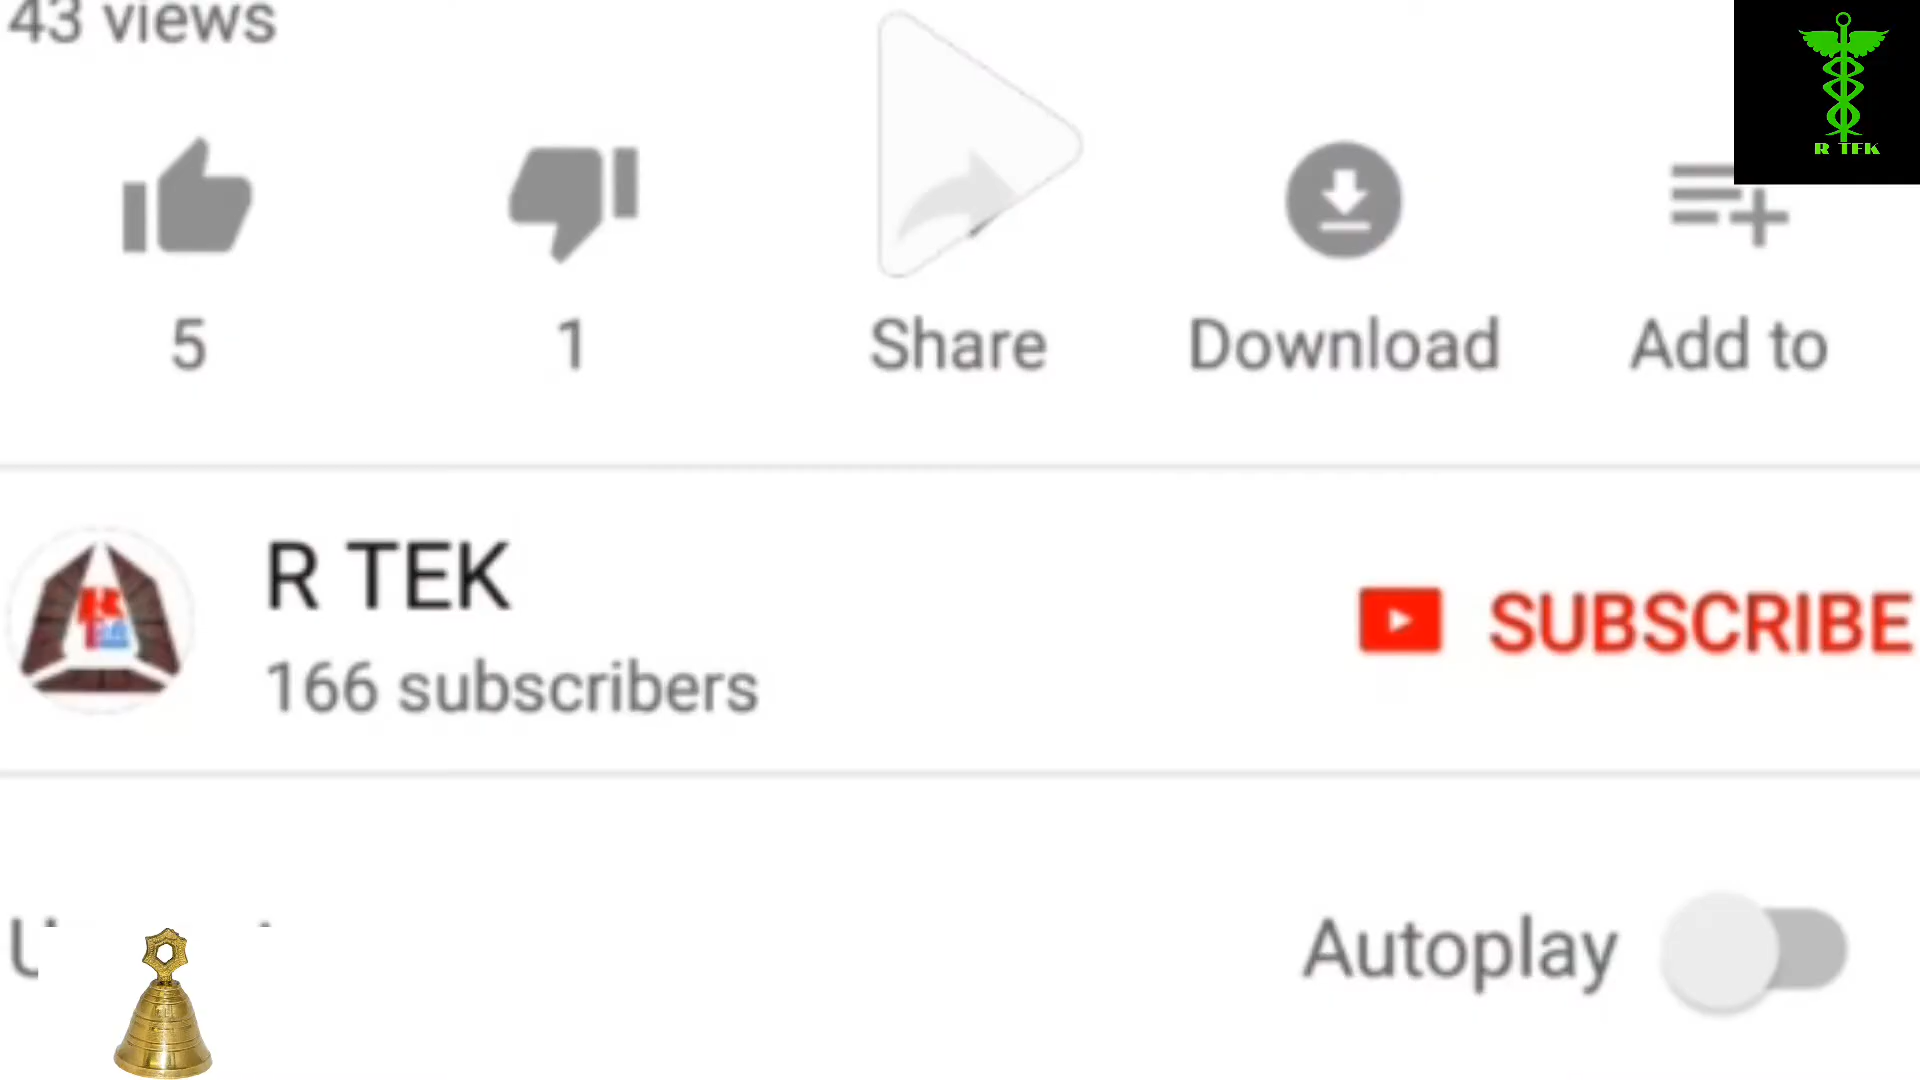 43 views
R TEK
5
1
Share
Download
Add to
R TEK
166 subscribers
SUBSCRIBE
Autoplay